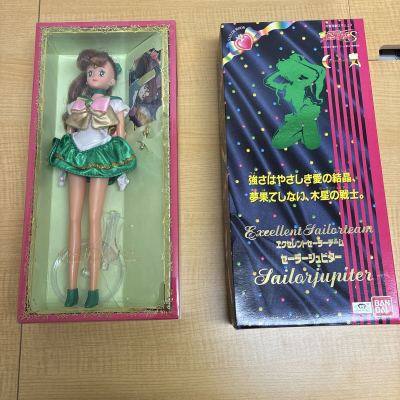 強さはやさしき愛の結晶、
夢果てしない、木星の戦士。
Excellent Sailorteam
エクセレントセーラーチーム
セーラージュピター
Sailorjupiter
BAN
DAI